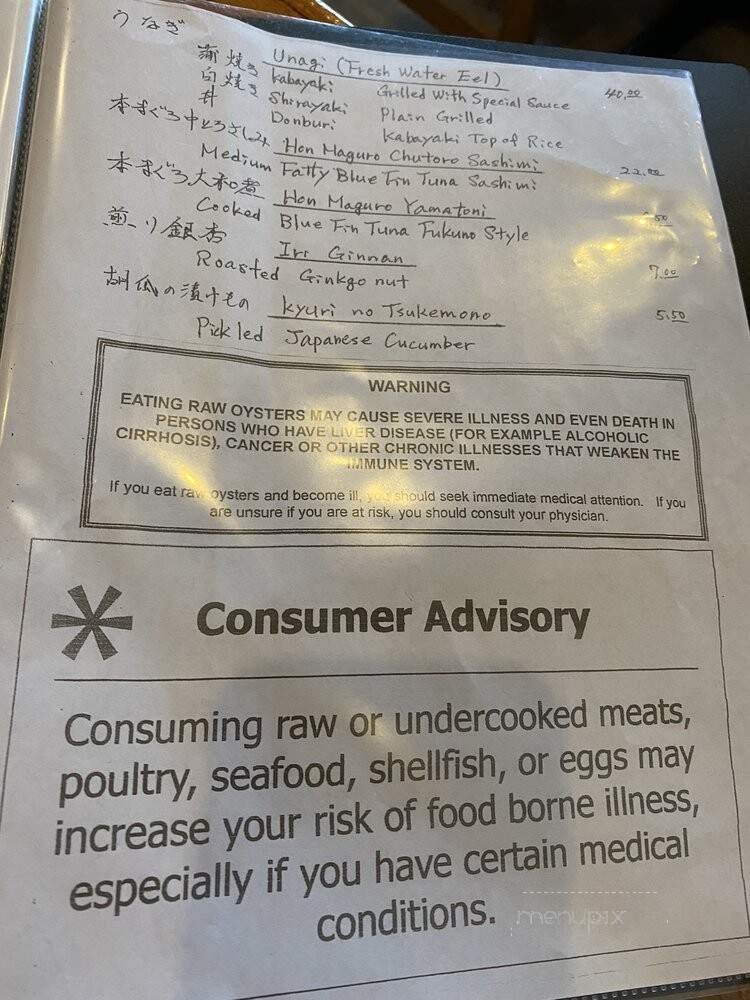 うなぎ
Unagi (Fresh Water Eel)
蒲焼き Kabayaki Grilled With Special Sauce 40.00
白焼き Shirayaki Plain Grilled
丼 Donburi Kabayaki Top of Rice
本まぐろ中とろさしみ Hon Maguro Chutoro Sashimi 22.00
Medium Fatty Blue Fin Tuna Sashimi
本まぐろ大和煮 Hon Maguro Yamatoni .50
Cooked Blue Fin Tuna Fukuno Style
煎り銀杏 Iri Ginnan 7.00
Roasted Ginkgo nut
胡瓜の漬けもの Kyuri no Tsukemono 5.50
Pickled Japanese Cucumber
WARNING
EATING RAW OYSTERS MAY CAUSE SEVERE ILLNESS AND EVEN DEATH IN
PERSONS WHO HAVE LIVER DISEASE (FOR EXAMPLE ALCOHOLIC
CIRRHOSIS), CANCER OR OTHER CHRONIC ILLNESSES THAT WEAKEN THE
IMMUNE SYSTEM.
If you eat raw oysters and become ill, you should seek immediate medical attention. If you
are unsure if you are at risk, you should consult your physician.
* Consumer Advisory
Consuming raw or undercooked meats,
poultry, seafood, shellfish, or eggs may
increase your risk of food borne illness,
especially if you have certain medical
conditions.
menupix